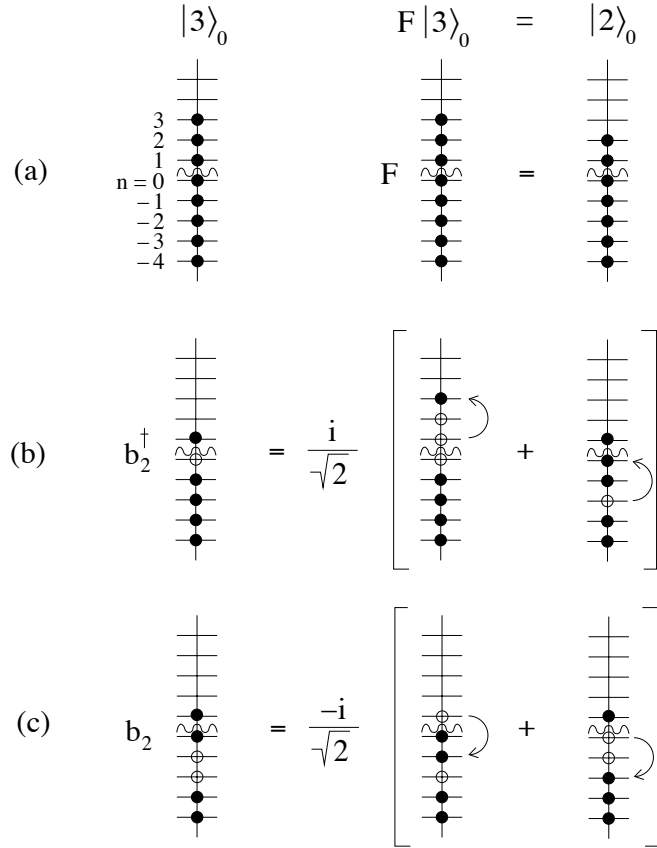 |3⟩₀ F |3⟩₀ = |2⟩₀
3
2
1
(a) n = 0 F =
−1
−2
−3
−4
(b) b₂† = i/√2 [ + ]
(c) b₂ = −i/√2 [ + ]